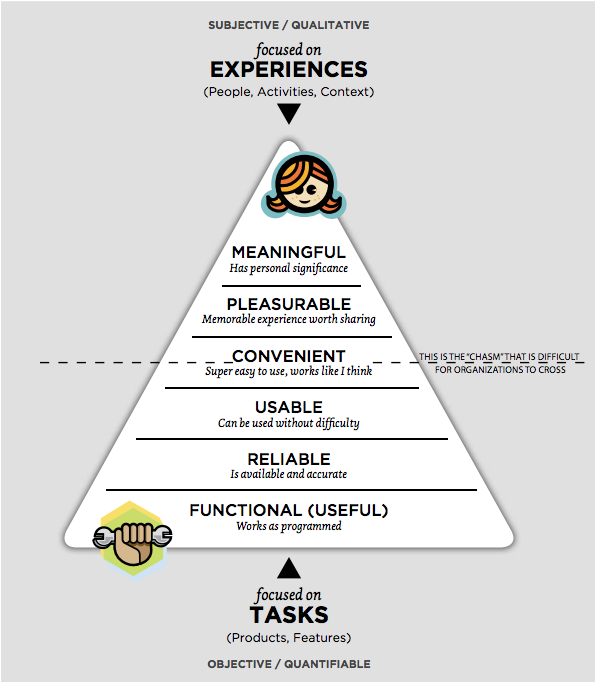 SUBJECTIVE / QUALITATIVE
focused on
EXPERIENCES
(People, Activities, Context)
MEANINGFUL
Has personal significance
PLEASURABLE
Memorable experience worth sharing
CONVENIENT
Super easy to use, works like I think
THIS IS THE "CHASM" THAT IS DIFFICULT
FOR ORGANIZATIONS TO CROSS
USABLE
Can be used without difficulty
RELIABLE
Is available and accurate
FUNCTIONAL (USEFUL)
Works as programmed
focused on
TASKS
(Products, Features)
OBJECTIVE / QUANTIFIABLE